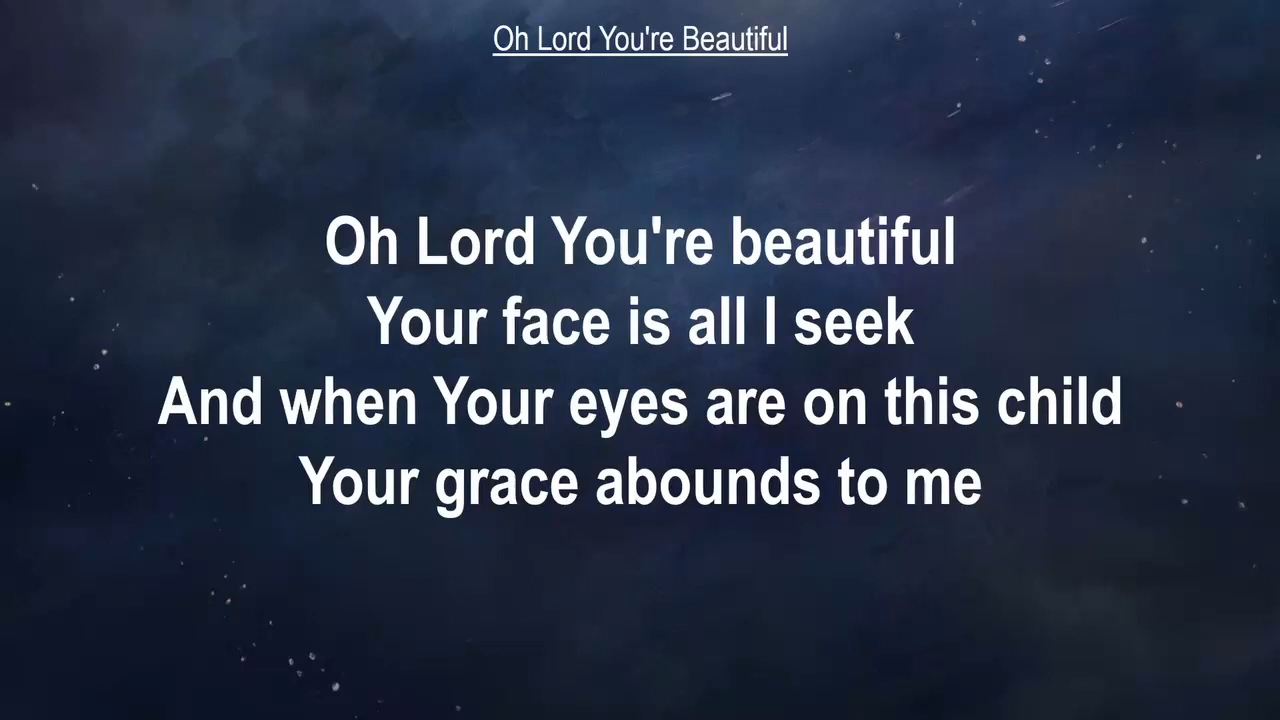 Oh Lord You're Beautiful
Oh Lord You're beautiful
Your face is all I seek
And when Your eyes are on this child
Your grace abounds to me